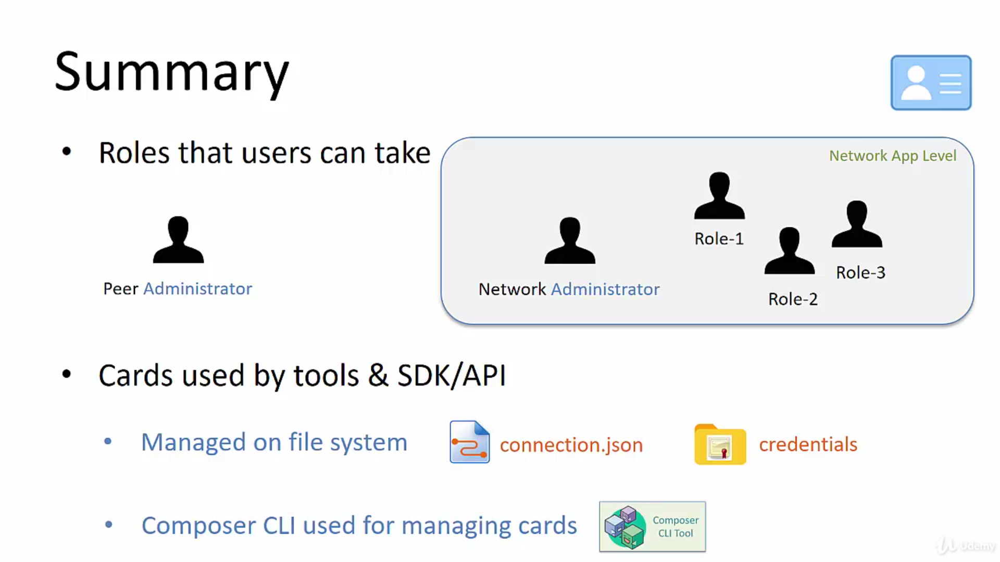 Summary
• Roles that users can take
Network App Level
Role-1
Role-3
Peer Administrator
Network Administrator
Role-2
• Cards used by tools & SDK/API
• Managed on file system
connection.json
credentials
• Composer CLI used for managing cards
Composer
CLI Tool
Udemy